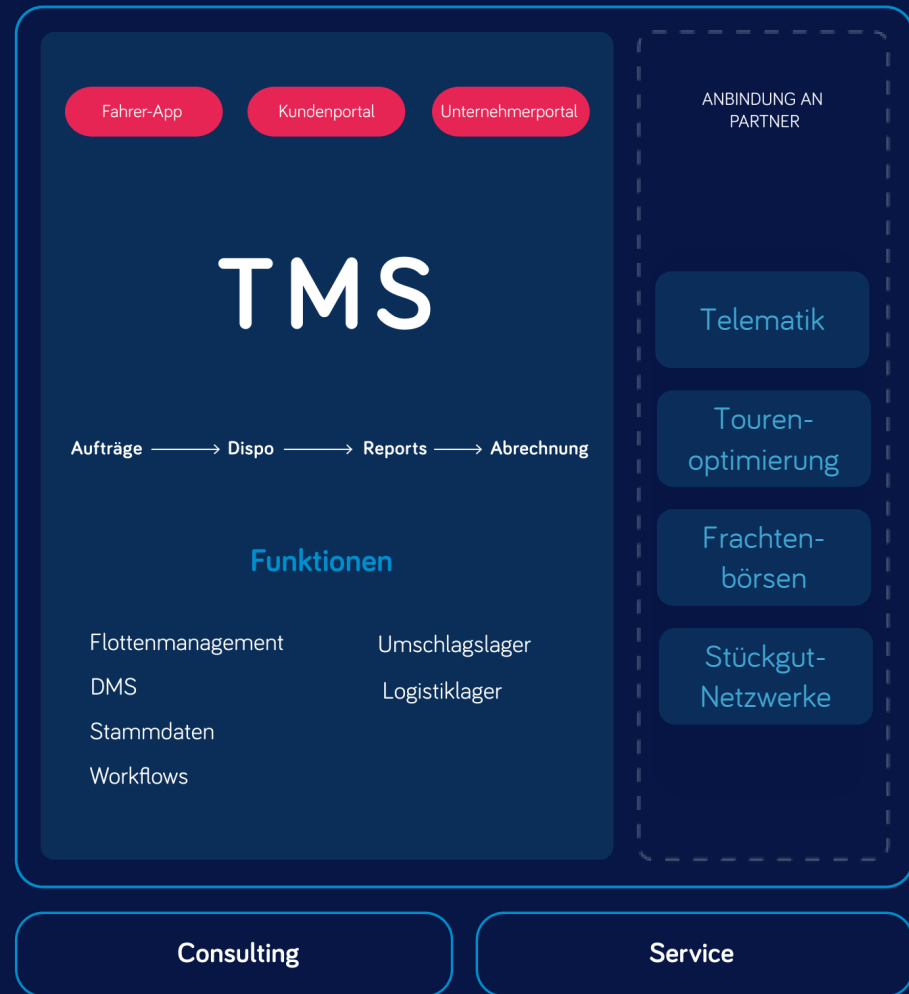 Fahrer-App
Kundenportal
Unternehmerportal
TMS
Aufträge → Dispo → Reports → Abrechnung
Funktionen
Flottenmanagement
DMS
Stammdaten
Workflows
Umschlagslager
Logistiklager
ANBINDUNG AN
PARTNER
Telematik
Touren-
optimierung
Frachten-
börsen
Stückgut-
Netzwerke
Consulting
Service